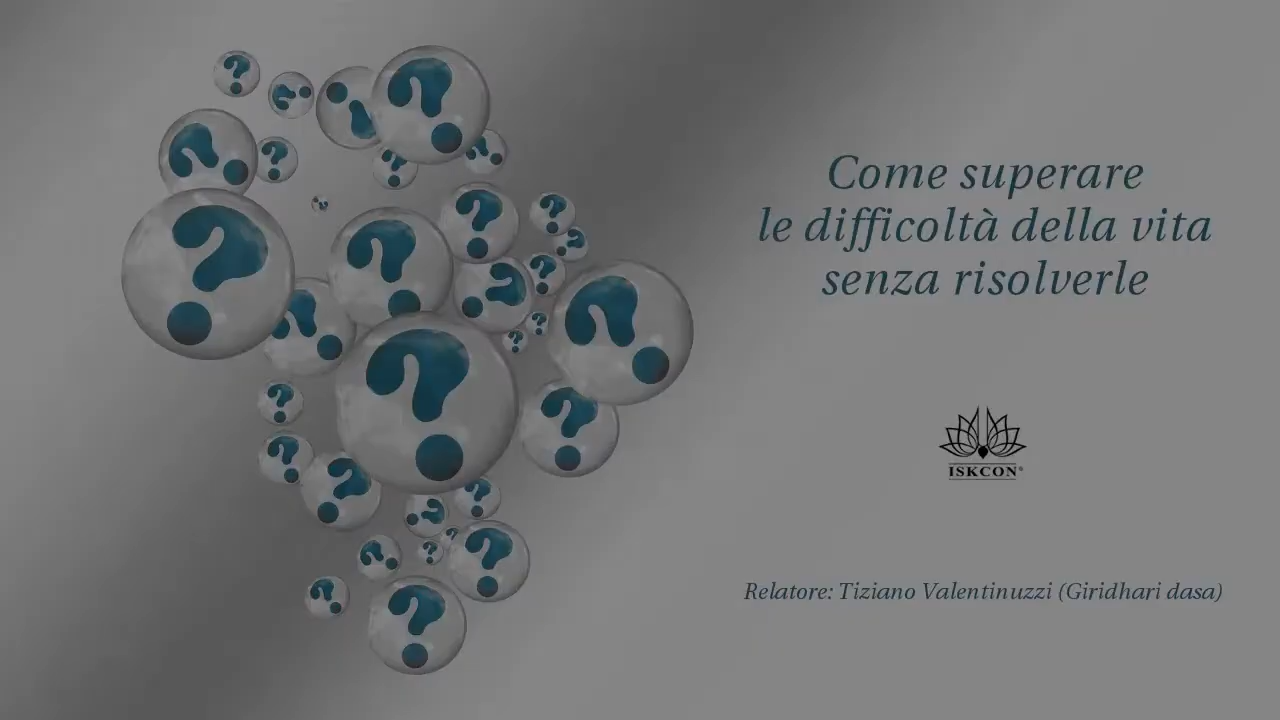 Come superare
le difficoltà della vita
senza risolverle
ISKCON®
Relatore: Tiziano Valentinuzzi (Giridhari dasa)